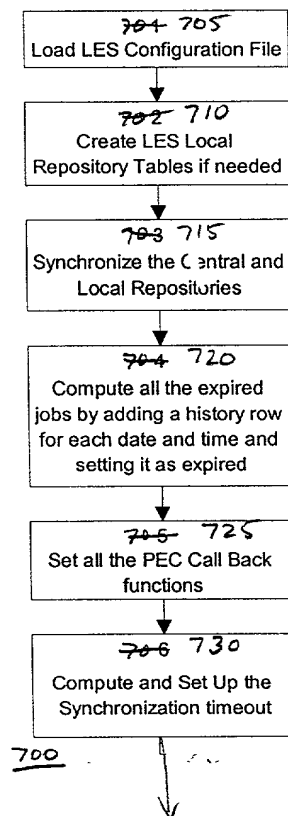 701 705
Load LES Configuration File
702 710
Create LES Local
Repository Tables if needed
703 715
Synchronize the Central and
Local Repositories
704 720
Compute all the expired
jobs by adding a history row
for each date and time and
setting it as expired
705 725
Set all the PEC Call Back
functions
706 730
Compute and Set Up the
Synchronization timeout
700